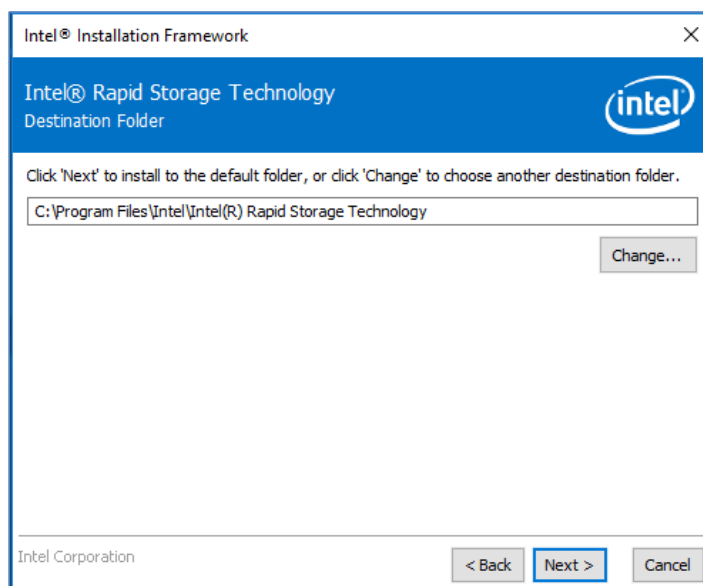 Intel® Installation Framework
Intel® Rapid Storage Technology
Destination Folder
intel
Click 'Next' to install to the default folder, or click 'Change' to choose another destination folder.
C:\Program Files\Intel\Intel(R) Rapid Storage Technology
Change...
Intel Corporation
< Back
Next >
Cancel